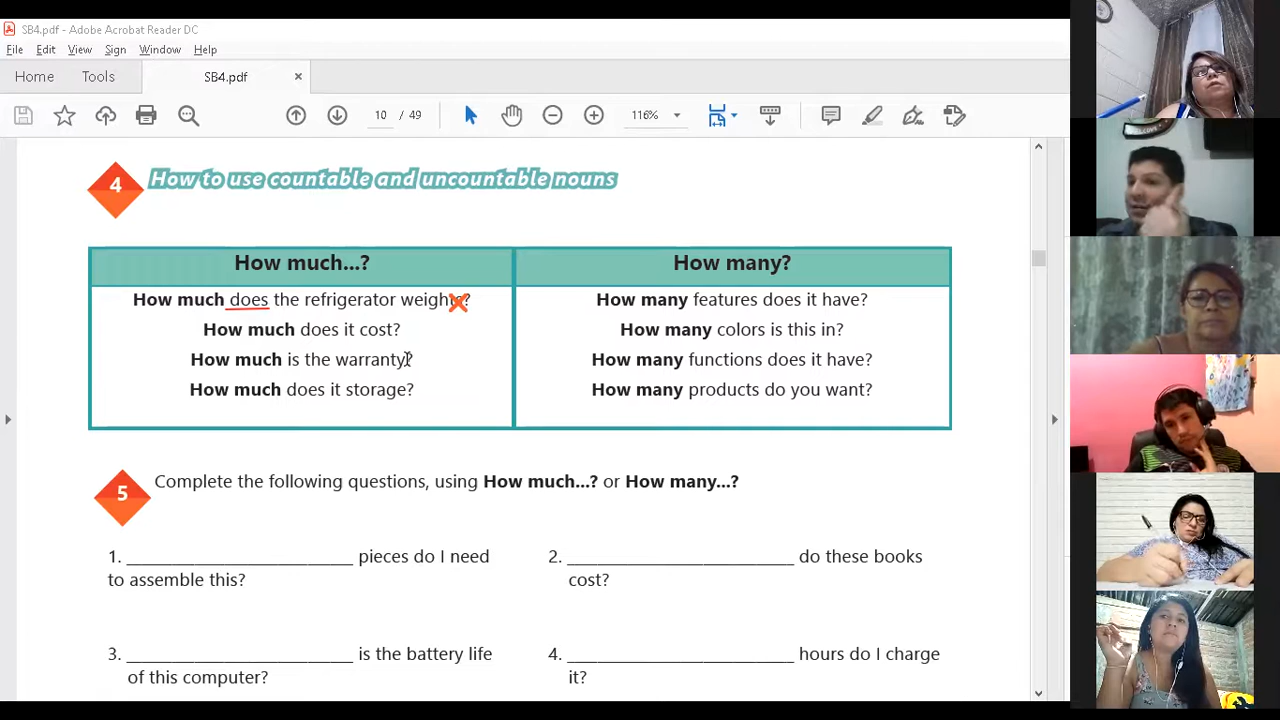 SB4.pdf - Adobe Acrobat Reader DC
File Edit View Sign Window Help
Home Tools SB4.pdf ×
10 / 49 116%
4 How to use countable and uncountable nouns
How much...? How many?
How much does the refrigerator weight? How many features does it have?
How much does it cost? How many colors is this in?
How much is the warranty? How many functions does it have?
How much does it storage? How many products do you want?
5 Complete the following questions, using How much...? or How many...?
1. ________________________ pieces do I need 2. ________________________ do these books
to assemble this? cost?
3. ________________________ is the battery life 4. ________________________ hours do I charge
of this computer? it?